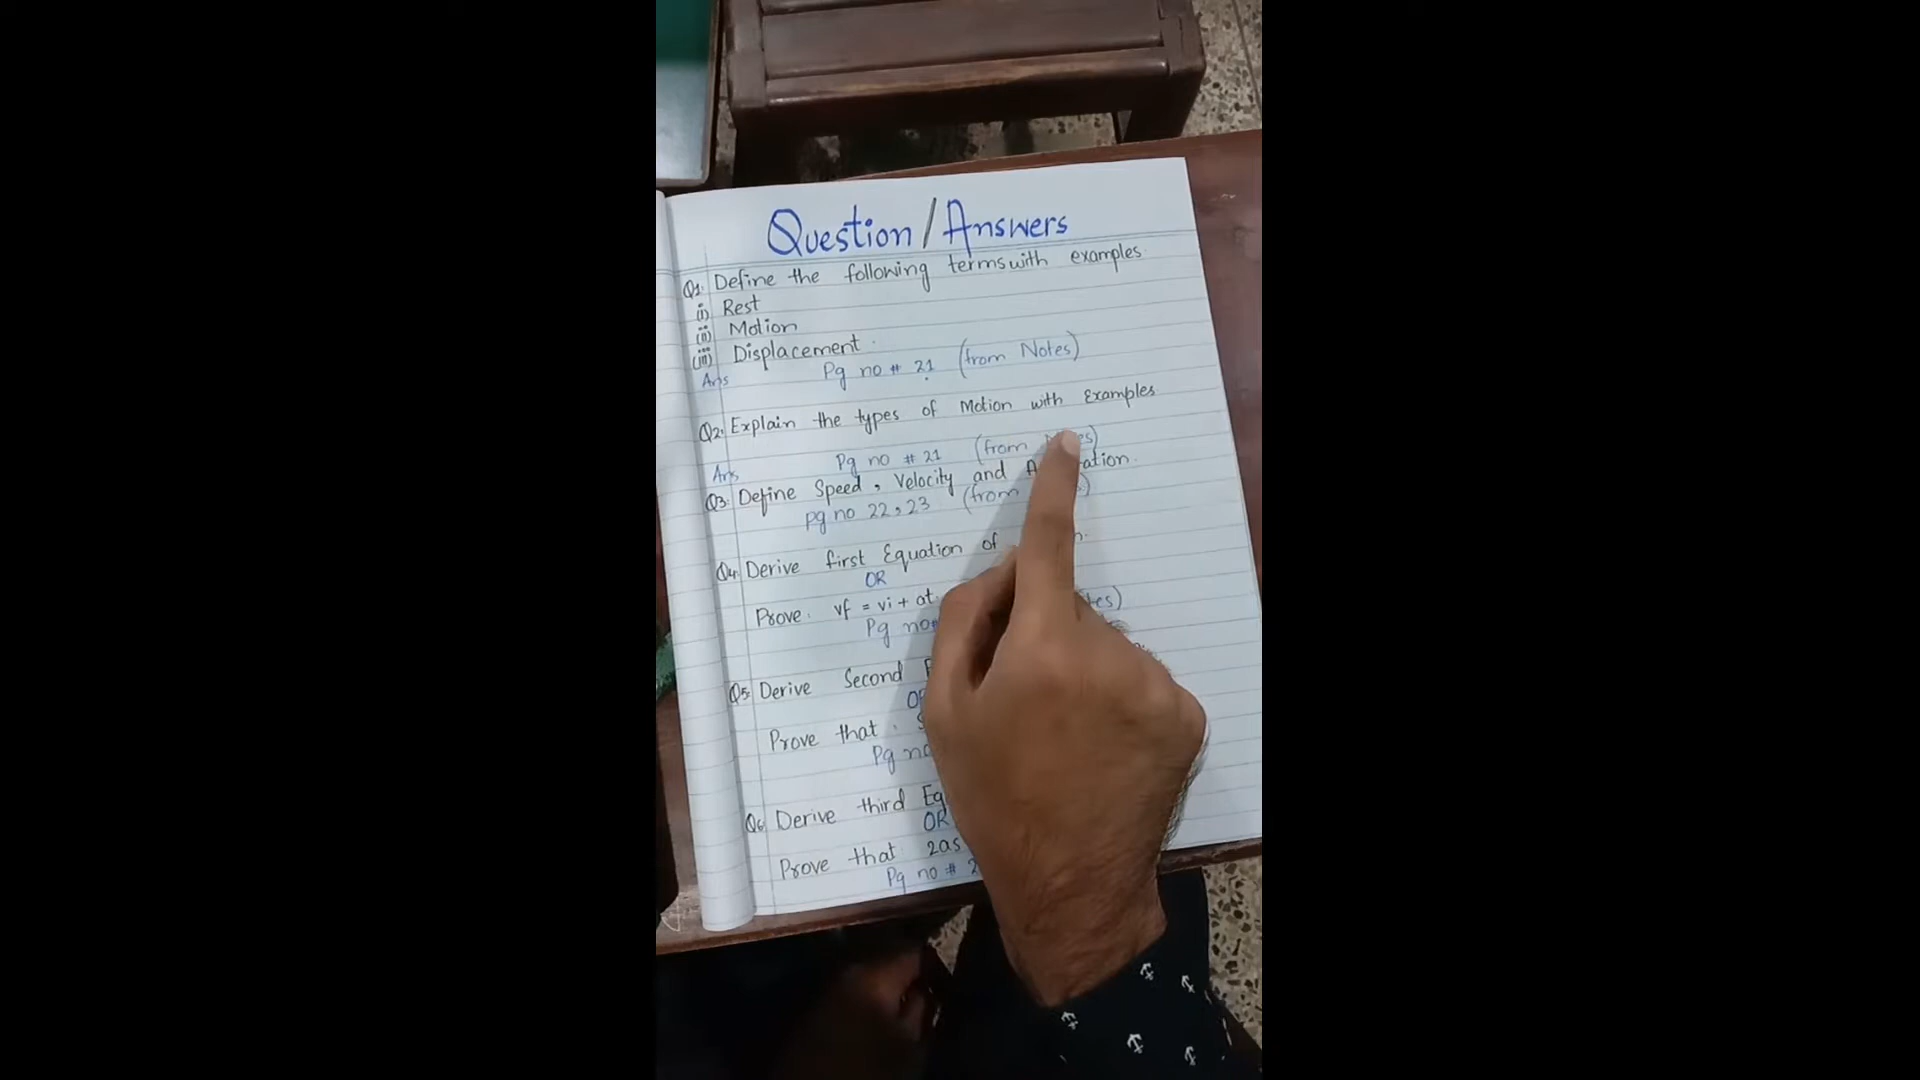 Question/Answers
Q1. Define the following terms with examples.
(i) Rest
(ii) Motion
(iii) Displacement.
Ans Pg no # 21 (from Notes)
Q2. Explain the types of Motion with Examples.
Ans Pg no # 21 (from
Q3. Define Speed, Velocity and
pg no 22,23 (from
Q4. Derive first Equation of
OR
Prove. vf = vi + at.
Pg no#
Q5. Derive Second
Prove that.
Pg no
Q6 Derive third
OR
Prove that 2as
Pg no #